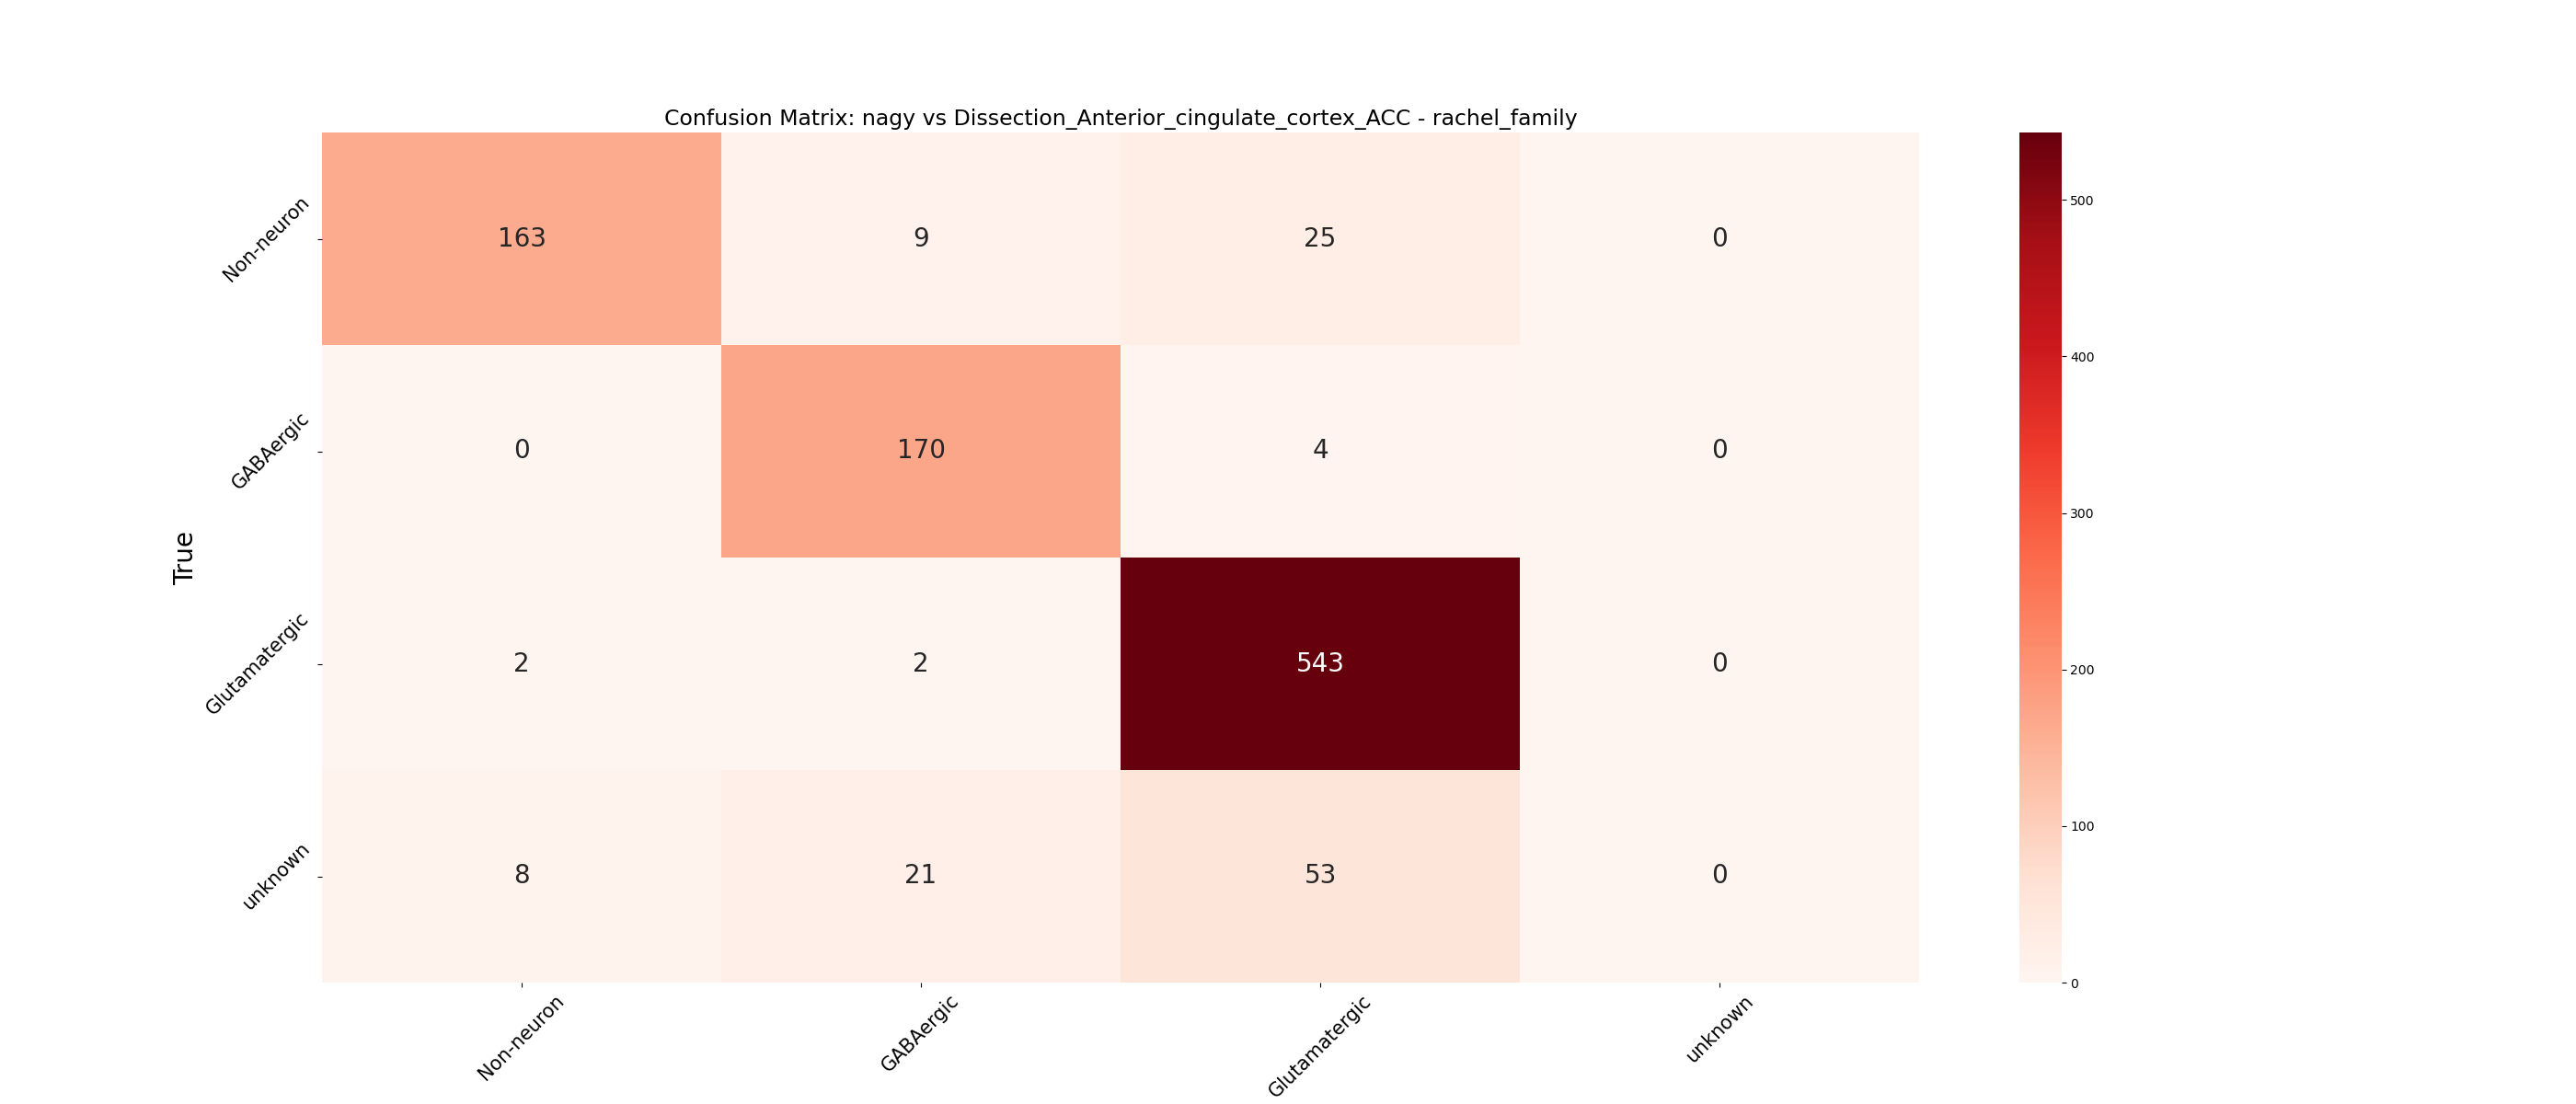 Confusion Matrix: nagy vs Dissection_Anterior_cingulate_cortex_ACC - rachel_family
True
Non-neuron
163
9
25
0
GABAergic
0
170
4
0
Glutamatergic
2
2
543
0
unknown
8
21
53
0
Non-neuron
GABAergic
Glutamatergic
unknown
500
400
300
200
100
0